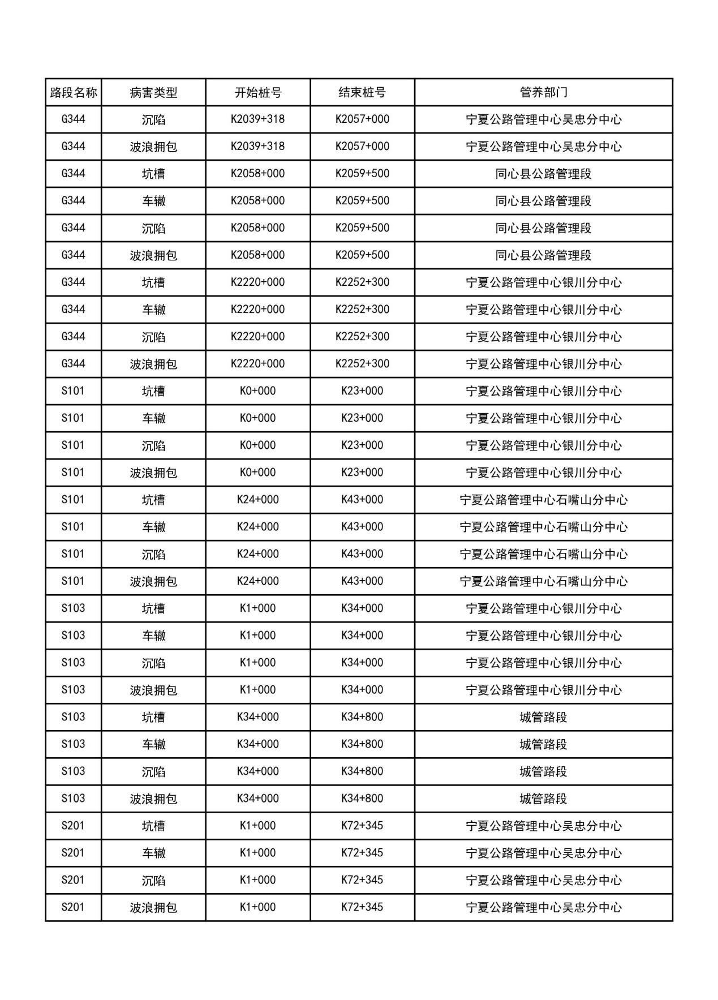 路段名称 病害类型 开始桩号 结束桩号 管养部门
G344 沉陷 K2039+318 K2057+000 宁夏公路管理中心吴忠分中心
G344 波浪拥包 K2039+318 K2057+000 宁夏公路管理中心吴忠分中心
G344 坑槽 K2058+000 K2059+500 同心县公路管理段
G344 车辙 K2058+000 K2059+500 同心县公路管理段
G344 沉陷 K2058+000 K2059+500 同心县公路管理段
G344 波浪拥包 K2058+000 K2059+500 同心县公路管理段
G344 坑槽 K2220+000 K2252+300 宁夏公路管理中心银川分中心
G344 车辙 K2220+000 K2252+300 宁夏公路管理中心银川分中心
G344 沉陷 K2220+000 K2252+300 宁夏公路管理中心银川分中心
G344 波浪拥包 K2220+000 K2252+300 宁夏公路管理中心银川分中心
S101 坑槽 K0+000 K23+000 宁夏公路管理中心银川分中心
S101 车辙 K0+000 K23+000 宁夏公路管理中心银川分中心
S101 沉陷 K0+000 K23+000 宁夏公路管理中心银川分中心
S101 波浪拥包 K0+000 K23+000 宁夏公路管理中心银川分中心
S101 坑槽 K24+000 K43+000 宁夏公路管理中心石嘴山分中心
S101 车辙 K24+000 K43+000 宁夏公路管理中心石嘴山分中心
S101 沉陷 K24+000 K43+000 宁夏公路管理中心石嘴山分中心
S101 波浪拥包 K24+000 K43+000 宁夏公路管理中心石嘴山分中心
S103 坑槽 K1+000 K34+000 宁夏公路管理中心银川分中心
S103 车辙 K1+000 K34+000 宁夏公路管理中心银川分中心
S103 沉陷 K1+000 K34+000 宁夏公路管理中心银川分中心
S103 波浪拥包 K1+000 K34+000 宁夏公路管理中心银川分中心
S103 坑槽 K34+000 K34+800 城管路段
S103 车辙 K34+000 K34+800 城管路段
S103 沉陷 K34+000 K34+800 城管路段
S103 波浪拥包 K34+000 K34+800 城管路段
S201 坑槽 K1+000 K72+345 宁夏公路管理中心吴忠分中心
S201 车辙 K1+000 K72+345 宁夏公路管理中心吴忠分中心
S201 沉陷 K1+000 K72+345 宁夏公路管理中心吴忠分中心
S201 波浪拥包 K1+000 K72+345 宁夏公路管理中心吴忠分中心